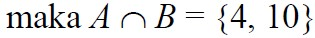 maka A ∩ B = {4, 10}